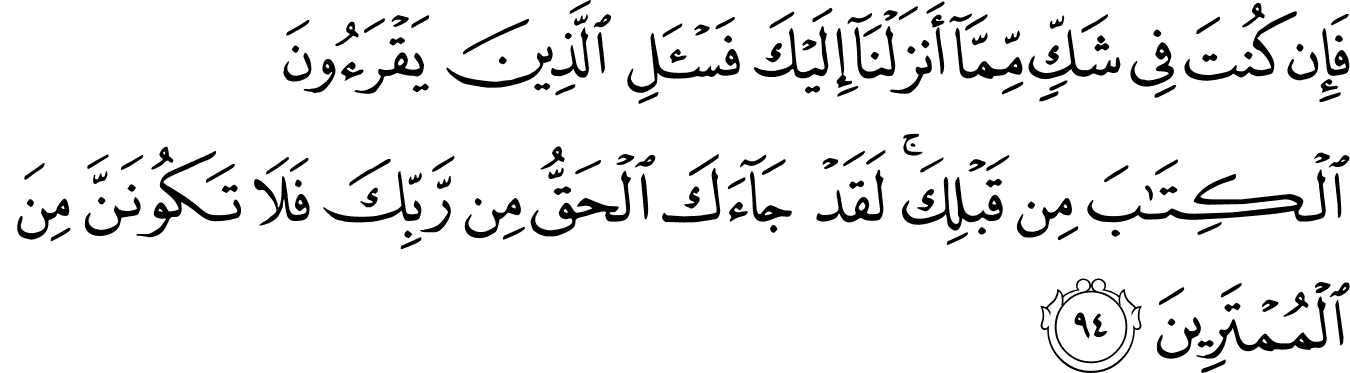 فَإِن كُنتَ فِى شَكٍّ مِّمَّآ أَنزَلْنَآ إِلَيْكَ فَسْـَٔلِ ٱلَّذِينَ يَقْرَءُونَ
ٱلْكِتَـٰبَ مِن قَبْلِكَ ۚ لَقَدْ جَآءَكَ ٱلْحَقُّ مِن رَّبِّكَ فَلَا تَكُونَنَّ مِنَ
ٱلْمُمْتَرِينَ ٩٤